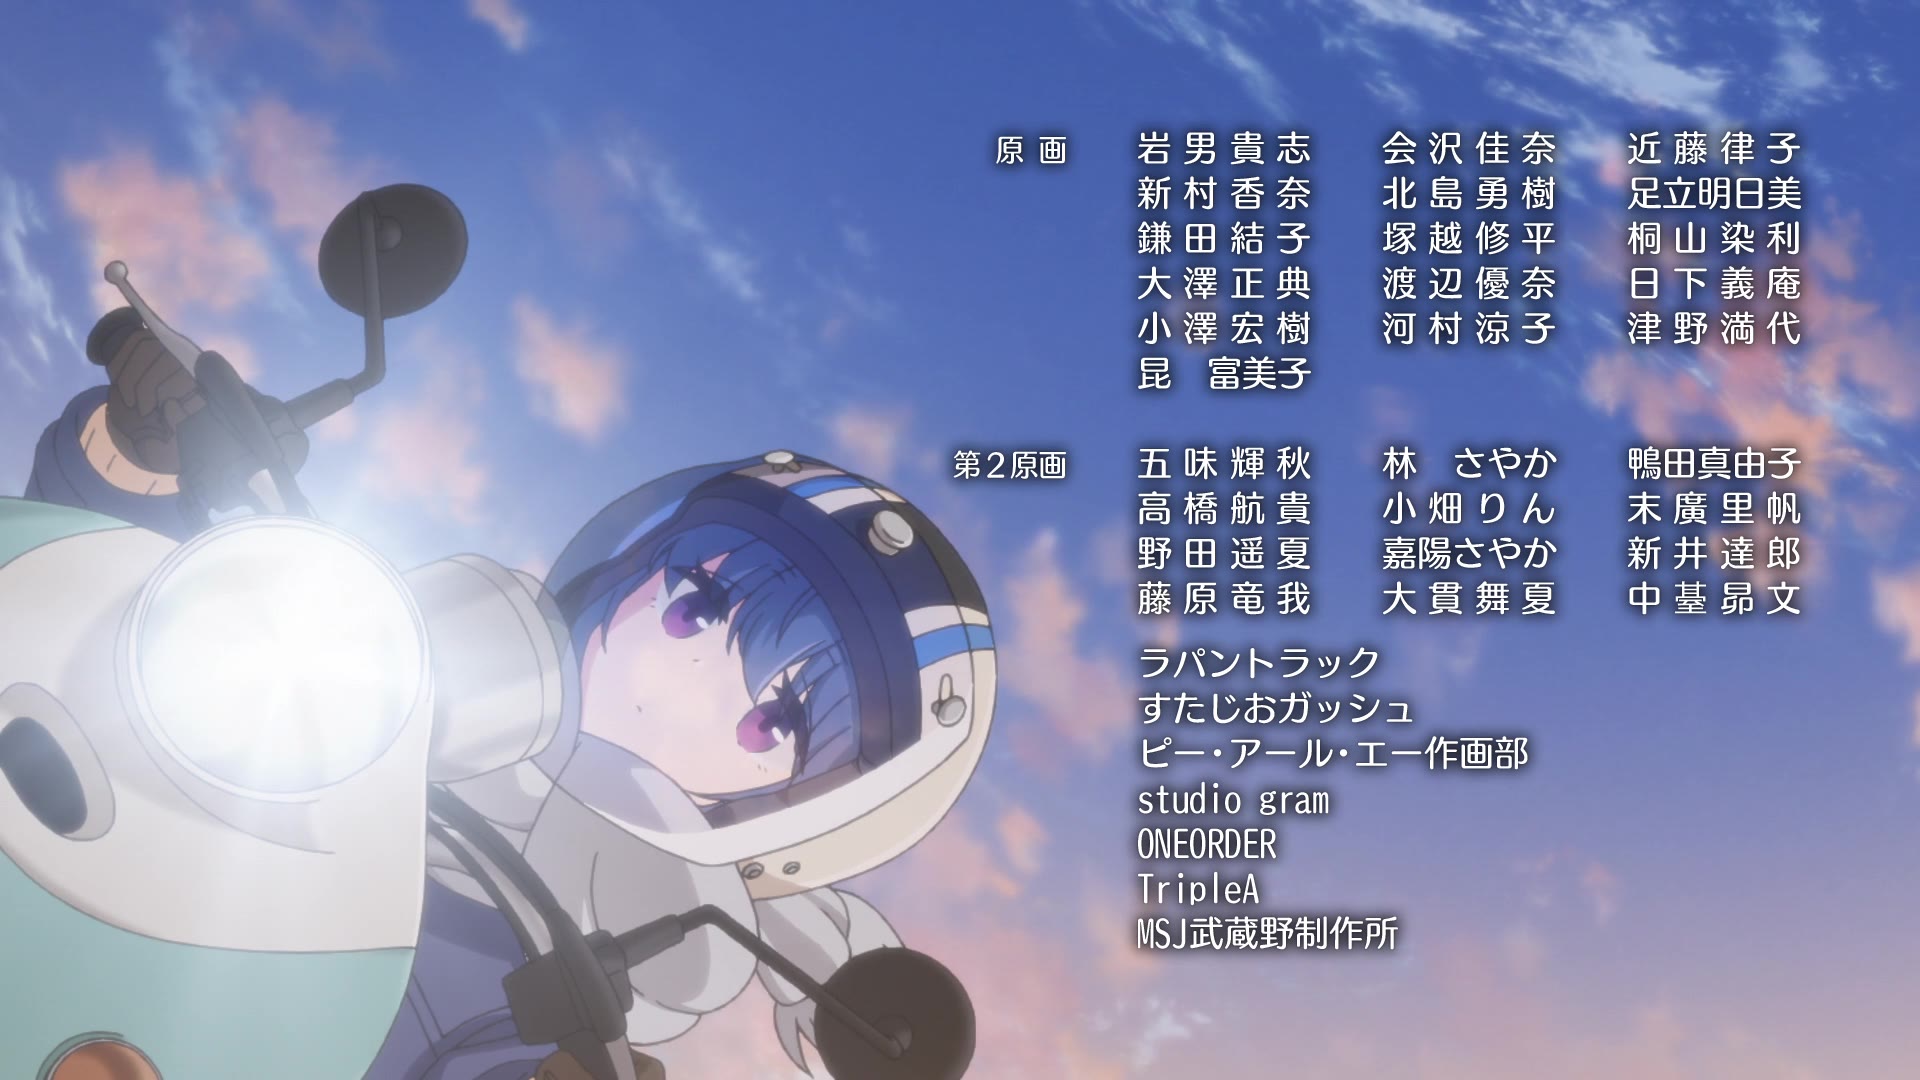 原画 岩男貴志 会沢佳奈 近藤律子
新村香奈 北島勇樹 足立明日美
鎌田結子 塚越修平 桐山染利
大澤正典 渡辺優奈 日下義庵
小澤宏樹 河村涼子 津野満代
昆 富美子
第2原画 五味輝秋 林 さやか 鴨田真由子
高橋航貴 小畑りん 末廣里帆
野田遥夏 嘉陽さやか 新井達郎
藤原竜我 大貫舞夏 中墓昴文
ラパントラック
すたじおガッシュ
ピー・アール・エー作画部
studio gram
ONEORDER
TripleA
MSJ武蔵野制作所